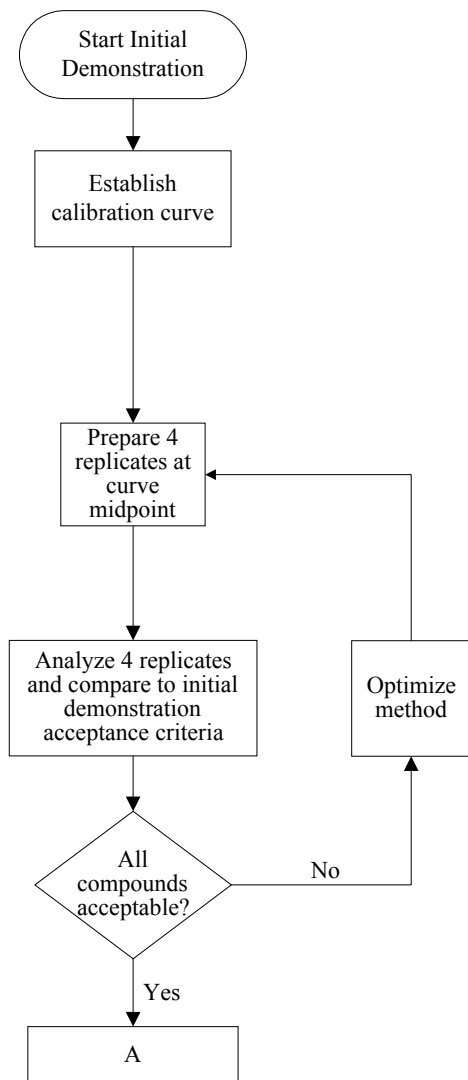 Start Initial
Demonstration
Establish
calibration curve
Prepare 4
replicates at
curve
midpoint
Analyze 4 replicates
and compare to initial
demonstration
acceptance criteria
Optimize
method
All
compounds
acceptable?
No
Yes
A